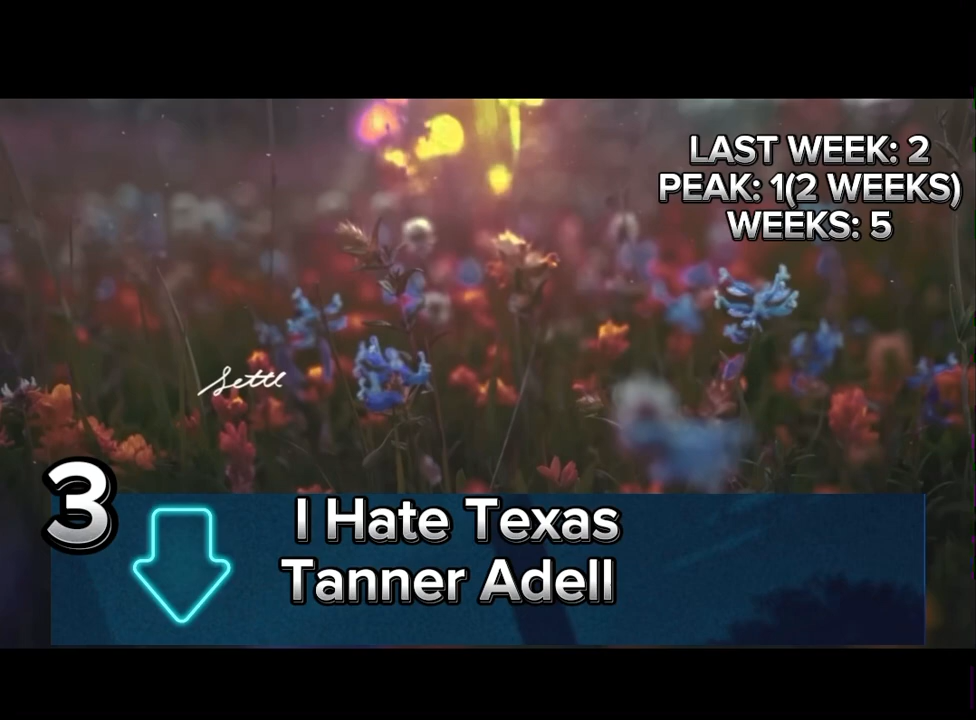 LAST WEEK: 2
PEAK: 1(2 WEEKS)
WEEKS: 5
3
I Hate Texas
Tanner Adell